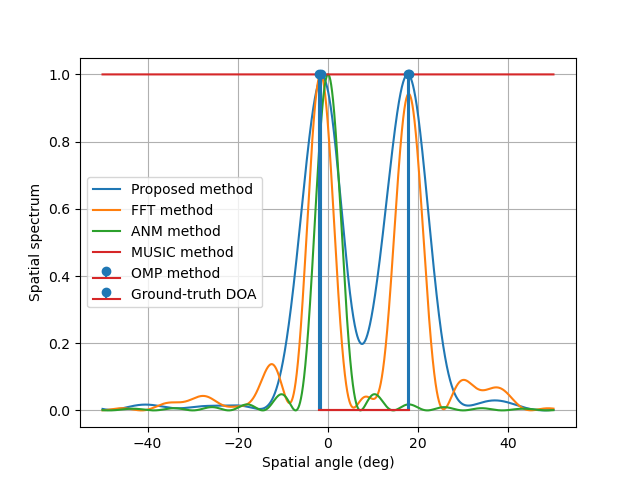 1.0
0.8
0.6
0.4
0.2
0.0
Spatial spectrum
Proposed method
FFT method
ANM method
MUSIC method
OMP method
Ground-truth DOA
−40 −20 0 20 40
Spatial angle (deg)